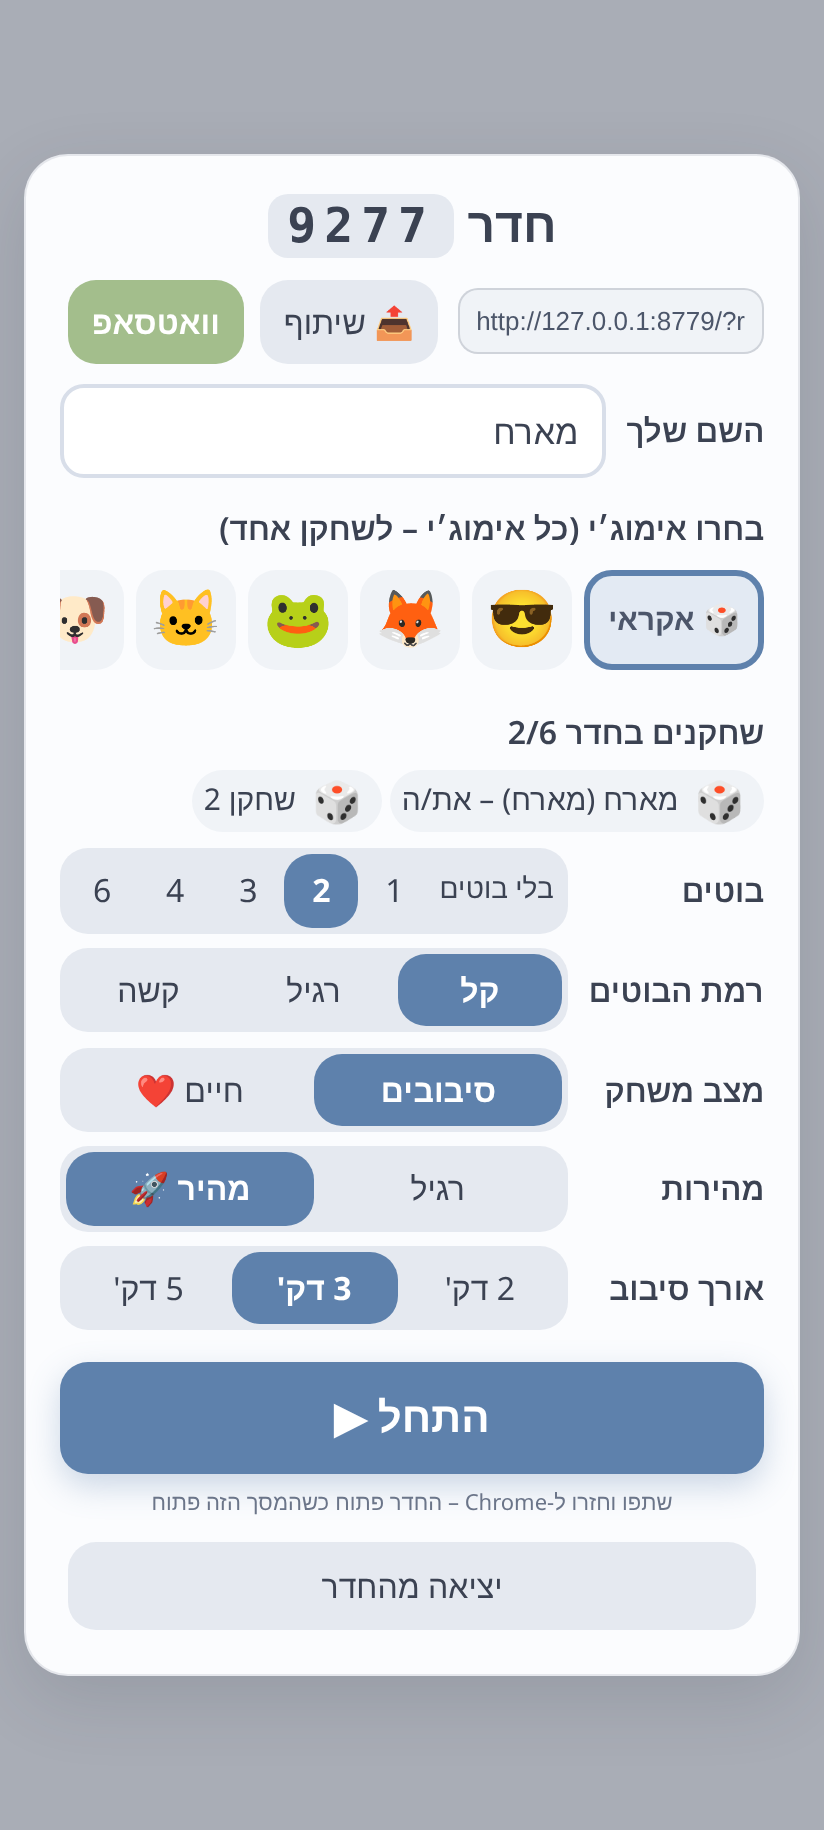 חדר 9277
http://127.0.0.1:8779/?r 📤 שיתוף וואטסאפ
השם שלך מארח
בחרו אימוג׳י (כל אימוג׳י – לשחקן אחד)
🎲 אקראי 😎 🦊 🐸 🐱 🐶
שחקנים בחדר 2/6
🎲 מארח (מארח) – את/ה 🎲 שחקן 2
בוטים בלי בוטים 1 2 3 4 6
רמת הבוטים קל רגיל קשה
מצב משחק סיבובים חיים ❤️
מהירות רגיל מהיר 🚀
אורך סיבוב 2 דק' 3 דק' 5 דק'
התחל ▶
שתפו וחזרו ל-Chrome – החדר פתוח כשהמסך הזה פתוח
יציאה מהחדר